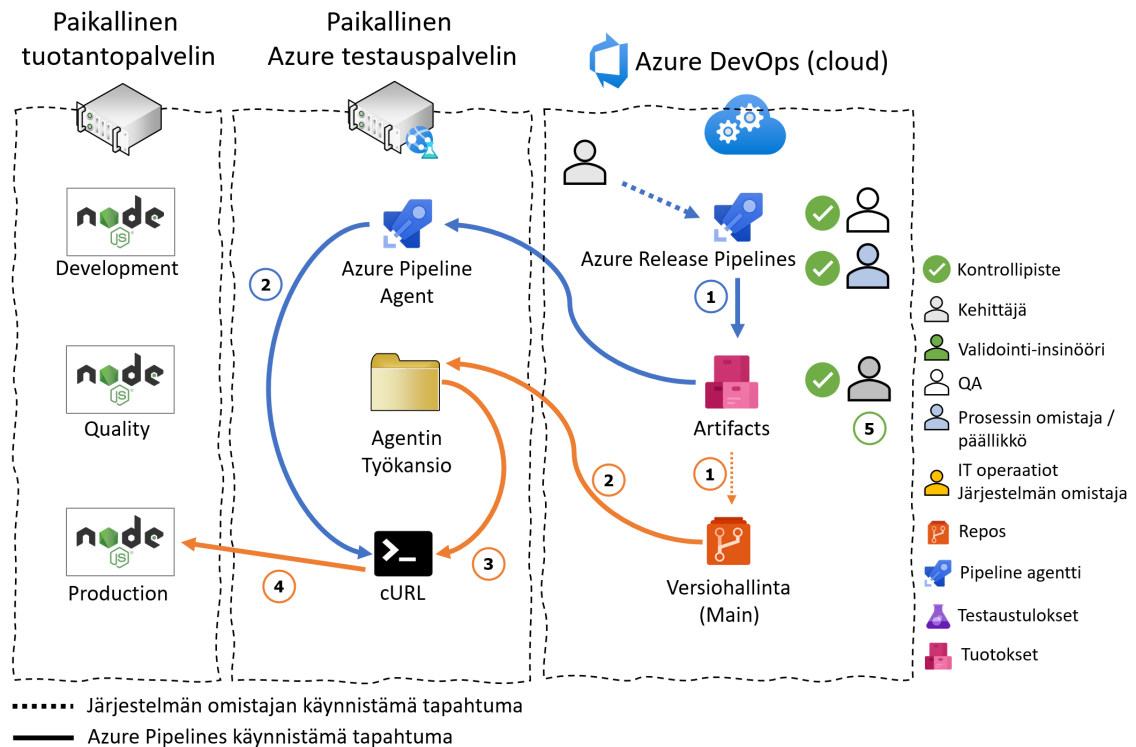 Paikallinen
tuotantopalvelin
Paikallinen
Azure testauspalvelin
Azure DevOps (cloud)
node
JS
Development
Azure Pipeline
Agent
2
Azure Release Pipelines
1
node
JS
Quality
Agentin
Työkansio
Artifacts
5
1
2
node
JS
Production
4
cURL
3
Versiohallinta
(Main)
Kontrollipiste
Kehittäjä
Validointi-insinööri
QA
Prosessin omistaja /
päällikkö
IT operaatiot
Järjestelmän omistaja
Repos
Pipeline agentti
Testaustulokset
Tuotokset
Järjestelmän omistajan käynnistämä tapahtuma
Azure Pipelines käynnistämä tapahtuma